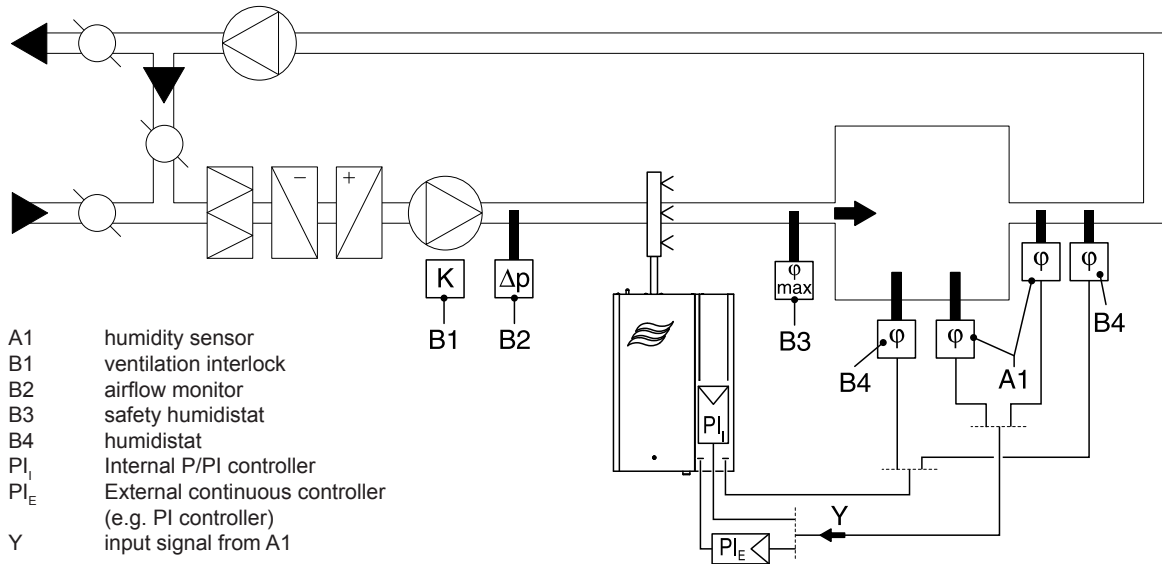 − +
K Δp φ max φ φ φ φ
B1 B2 B3 B4 A1 B4
PI_I
Y
PI_E
A1 humidity sensor
B1 ventilation interlock
B2 airflow monitor
B3 safety humidistat
B4 humidistat
PI_I Internal P/PI controller
PI_E External continuous controller
(e.g. PI controller)
Y input signal from A1